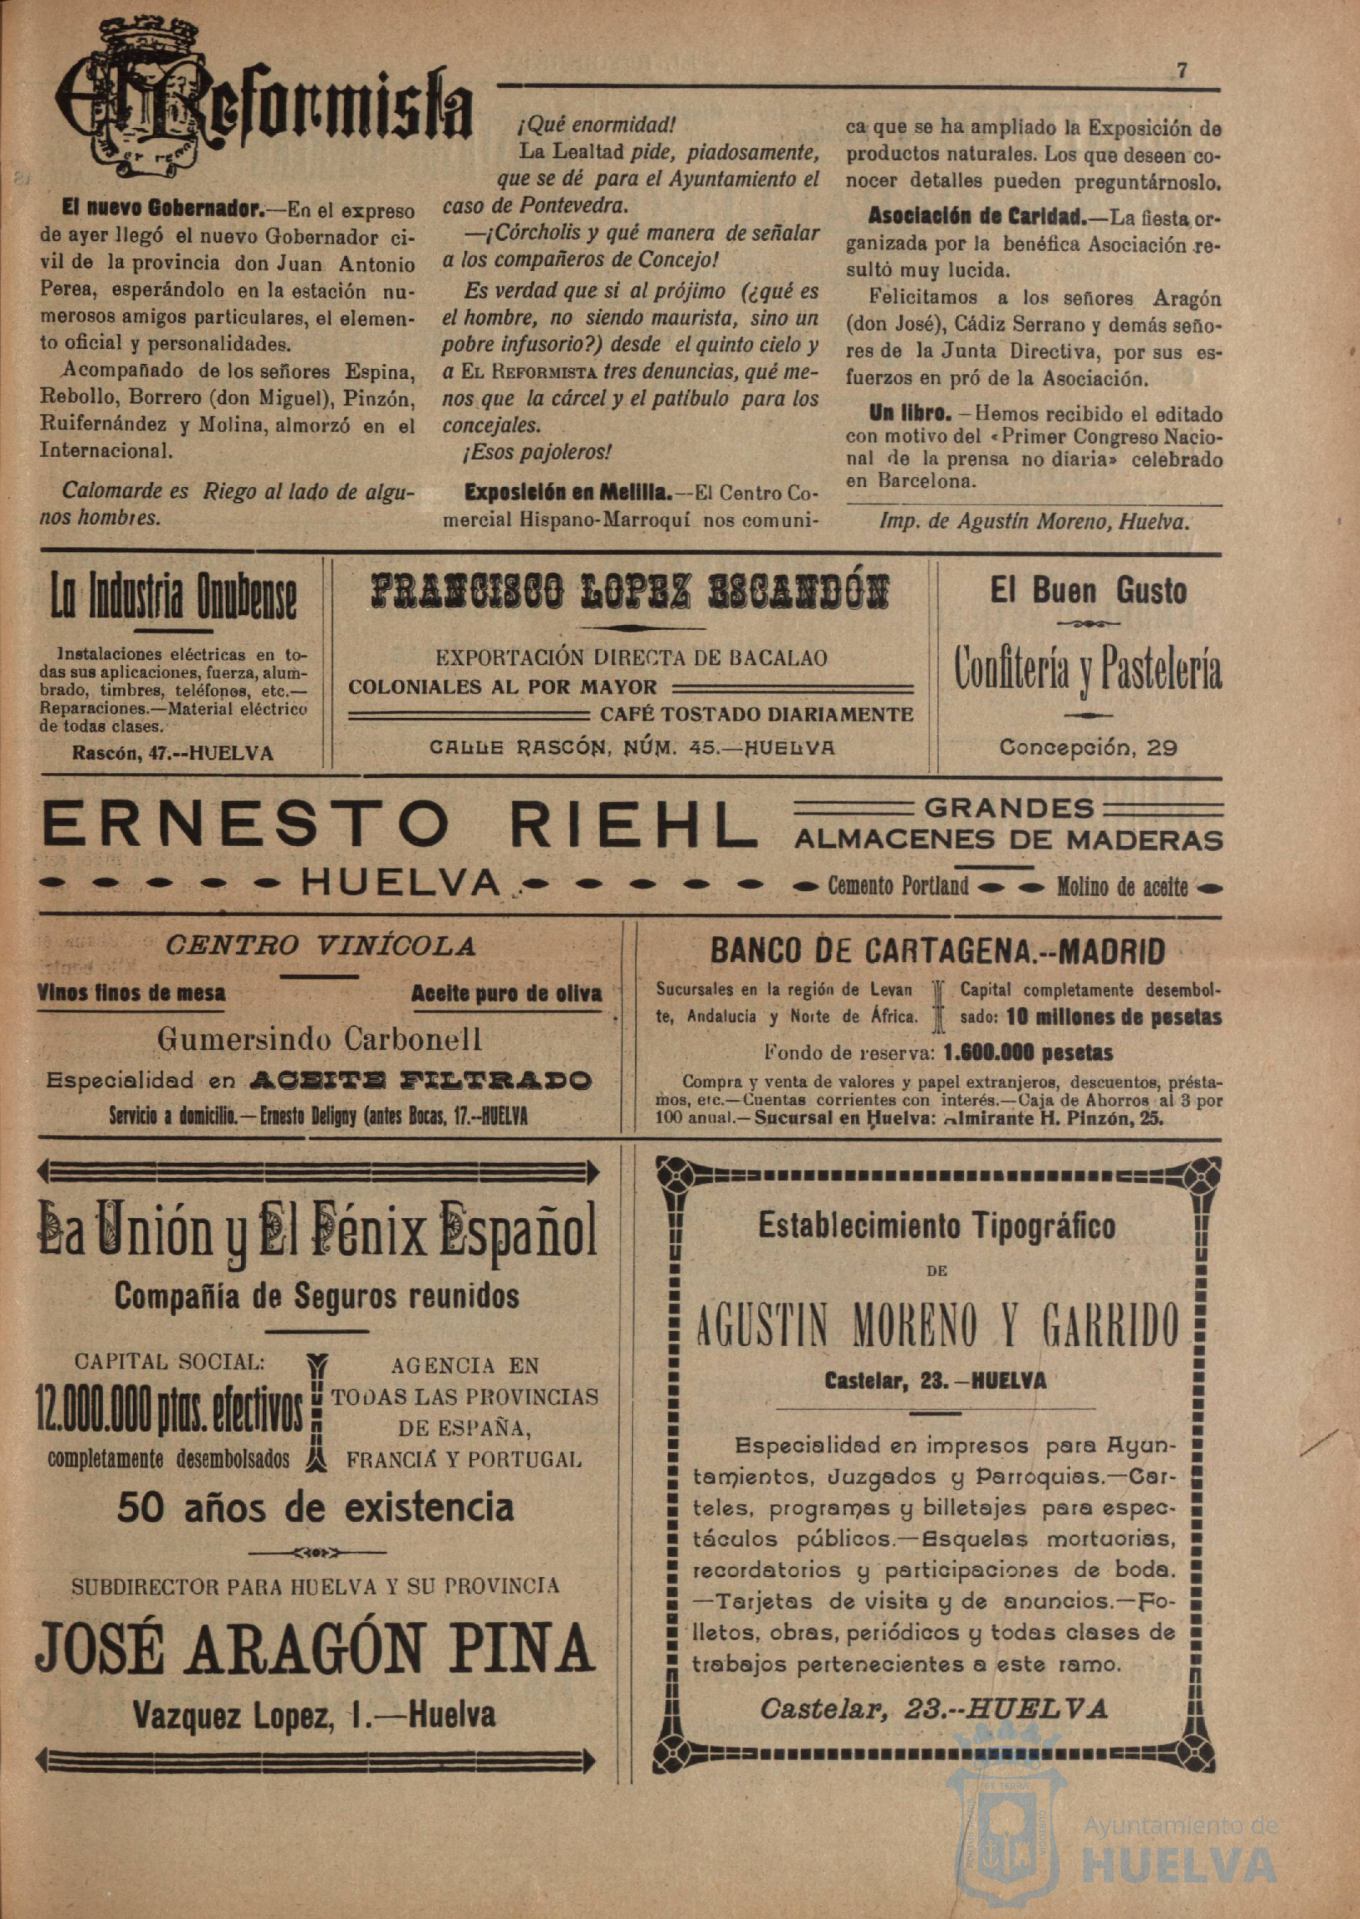 El Reformista
7
El nuevo Gobernador.—En el expreso
de ayer llegó el nuevo Gobernador ci-
vil de la provincia don Juan Antonio
Perea, esperándolo en la estación nu-
merosos amigos particulares, el elemen-
to oficial y personalidades.
Acompañado de los señores Espina,
Rebollo, Borrero (don Miguel), Pinzón,
Ruifernández y Molina, almorzó en el
Internacional.
Calomarde es Riego al lado de algu-
nos hombres.
¡Qué enormidad!
La Lealtad pide, piadosamente,
que se dé para el Ayuntamiento el
caso de Pontevedra.
—¡Córcholis y qué manera de señalar
a los compañeros de Concejo!
Es verdad que si al prójimo (¿qué es
el hombre, no siendo maurista, sino un
pobre infusorio?) desde el quinto cielo y
a EL REFORMISTA tres denuncias, qué me-
nos que la cárcel y el patíbulo para los
concejales.
¡Esos pajoleros!
Exposición en Melilla.—El Centro Co-
mercial Hispano-Marroquí nos comuni-
ca que se ha ampliado la Exposición de
productos naturales. Los que deseen co-
nocer detalles pueden preguntárnoslo.
Asociación de Caridad.—La fiesta or-
ganizada por la benéfica Asociación re-
sultó muy lucida.
Felicitamos a los señores Aragón
(don José), Cádiz Serrano y demás seño-
res de la Junta Directiva, por sus es-
fuerzos en pró de la Asociación.
Un libro.—Hemos recibido el editado
con motivo del «Primer Congreso Nacio-
nal de la prensa no diaria» celebrado
en Barcelona.
Imp. de Agustín Moreno, Huelva.
La Industria Onubense
Instalaciones eléctricas en to-
das sus aplicaciones, fuerza, alum-
brado, timbres, teléfonos, etc.—
Reparaciones.—Material eléctrico
de todas clases.
Rascón, 47.--HUELVA
FRANCISCO LOPEZ ESCANDÓN
EXPORTACIÓN DIRECTA DE BACALAO
COLONIALES AL POR MAYOR
CAFÉ TOSTADO DIARIAMENTE
CALLE RASCÓN, NÚM. 45.—HUELVA
El Buen Gusto
Confitería y Pastelería
Concepción, 29
ERNESTO RIEHL
HUELVA
GRANDES
ALMACENES DE MADERAS
Cemento Portland
Molino de aceite
CENTRO VINÍCOLA
Vinos finos de mesa
Aceite puro de oliva
Gumersindo Carbonell
Especialidad en ACEITE FILTRADO
Servicio a domicilio.—Ernesto Deligny (antes Bocas, 17.--HUELVA
BANCO DE CARTAGENA.--MADRID
Sucursales en la región de Levan
te, Andalucía y Norte de África.
Capital completamente desembol-
sado: 10 millones de pesetas
Fondo de reserva: 1.600.000 pesetas
Compra y venta de valores y papel extranjeros, descuentos, présta-
mos, etc.—Cuentas corrientes con interés.—Caja de Ahorros al 3 por
100 anual.—Sucursal en Huelva: Almirante H. Pinzón, 25.
La Unión y El Fénix Español
Compañía de Seguros reunidos
CAPITAL SOCIAL:
12.000.000 ptas. efectivos
completamente desembolsados
AGENCIA EN
TODAS LAS PROVINCIAS
DE ESPAÑA,
FRANCIA Y PORTUGAL
50 años de existencia
SUBDIRECTOR PARA HUELVA Y SU PROVINCIA
JOSÉ ARAGÓN PINA
Vazquez Lopez, 1.—Huelva
Establecimiento Tipográfico
DE
AGUSTIN MORENO Y GARRIDO
Castelar, 23.—HUELVA
Especialidad en impresos para Ayun-
tamientos, Juzgados y Parroquias.—Car-
teles, programas y billetajes para espec-
táculos públicos.—Esquelas mortuorias,
recordatorios y participaciones de boda.
—Tarjetas de visita y de anuncios.—Fo-
lletos, obras, periódicos y todas clases de
trabajos pertenecientes a este ramo.
Castelar, 23.--HUELVA
Ayuntamiento de
HUELVA